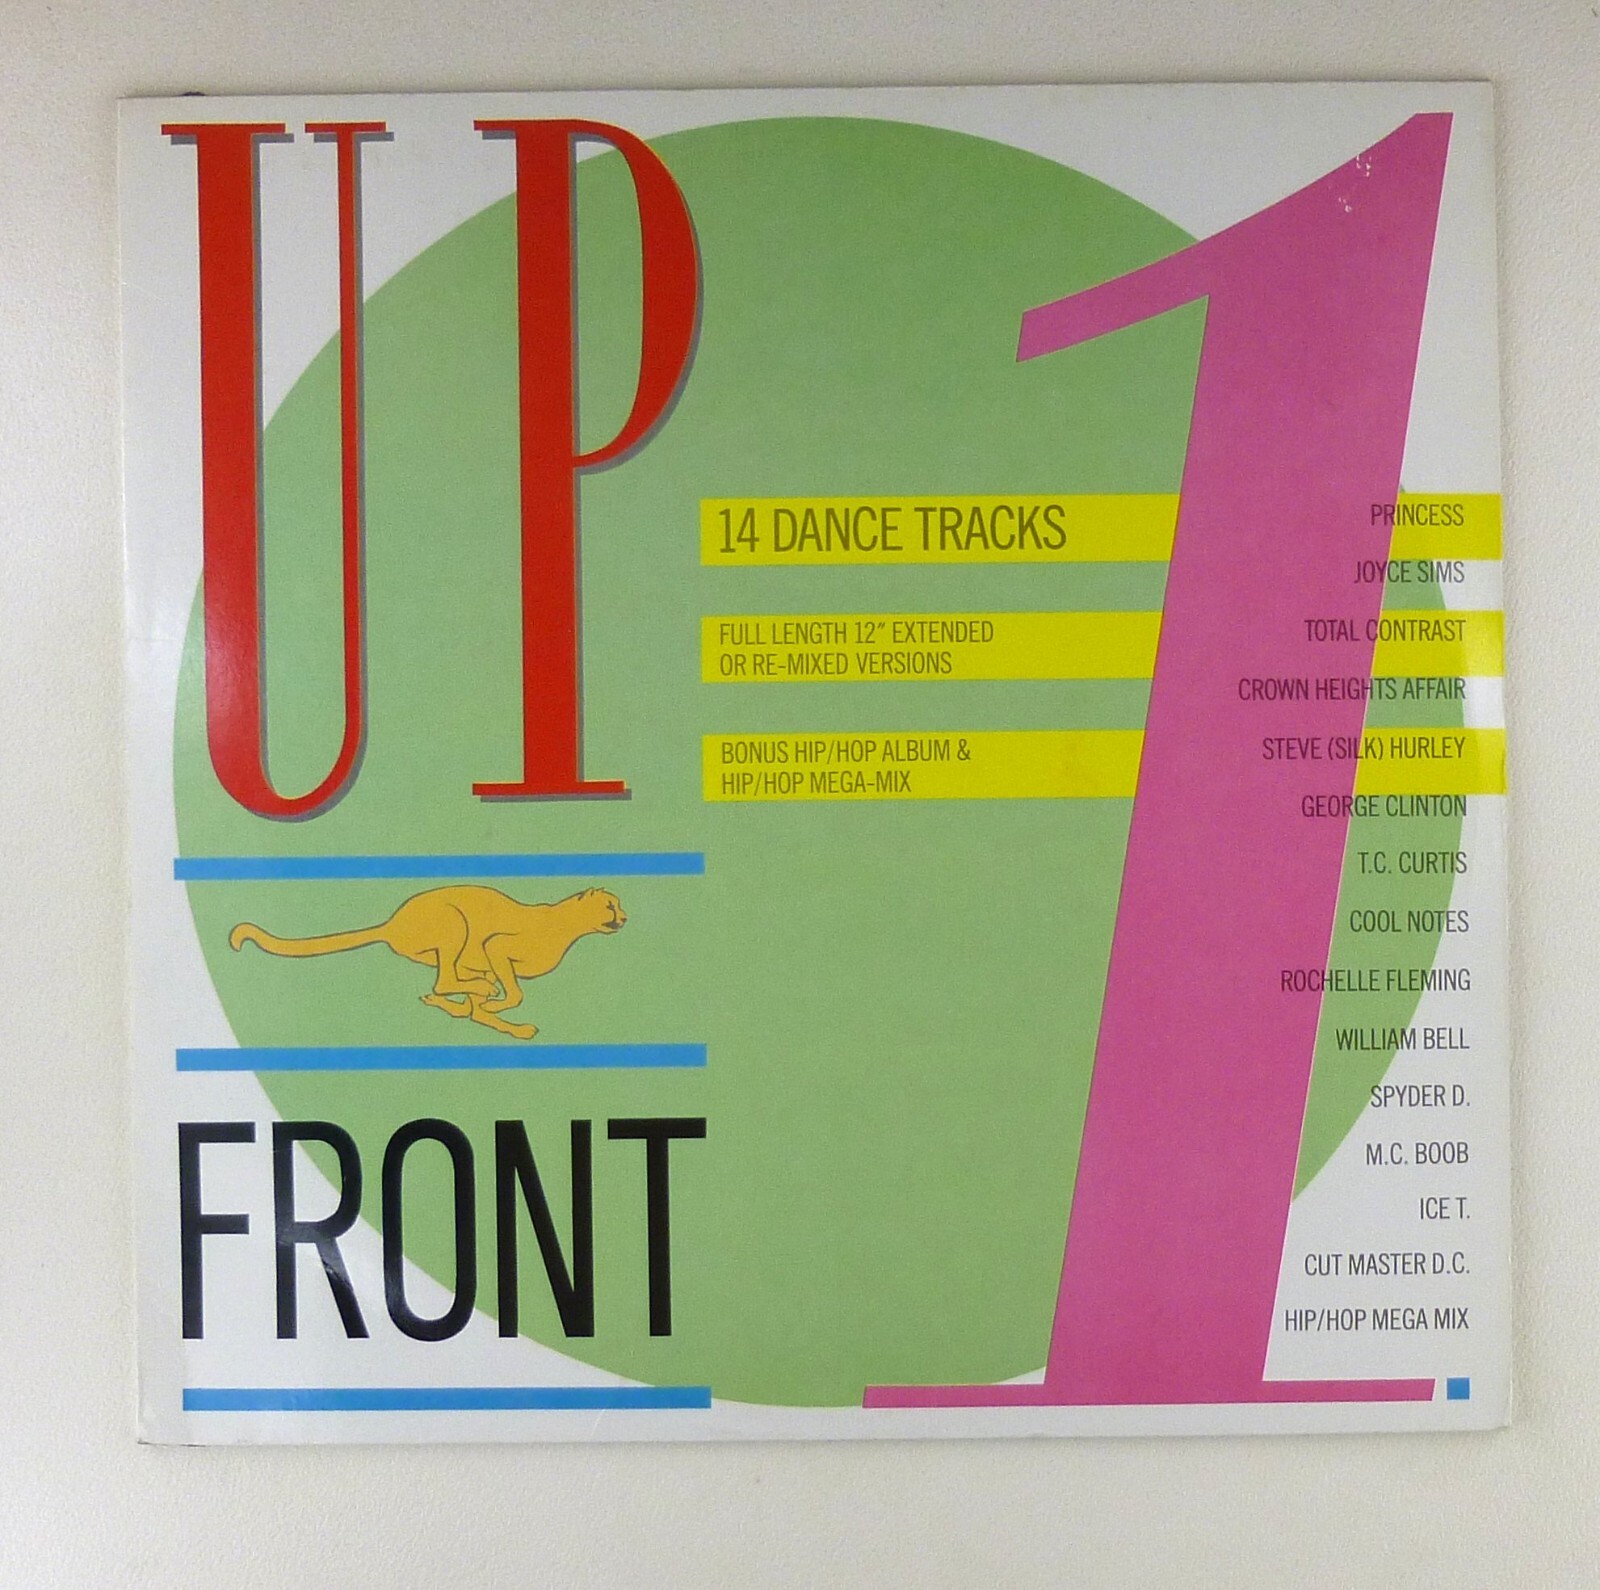 UP
1
14 DANCE TRACKS
FULL LENGTH 12″ EXTENDED
OR RE-MIXED VERSIONS
BONUS HIP/HOP ALBUM &
HIP/HOP MEGA-MIX
PRINCESS
JOYCE SIMS
TOTAL CONTRAST
CROWN HEIGHTS AFFAIR
STEVE (SILK) HURLEY
GEORGE CLINTON
T.C. CURTIS
COOL NOTES
ROCHELLE FLEMING
WILLIAM BELL
SPYDER D.
M.C. BOOB
ICE T.
CUT MASTER D.C.
HIP/HOP MEGA MIX
FRONT